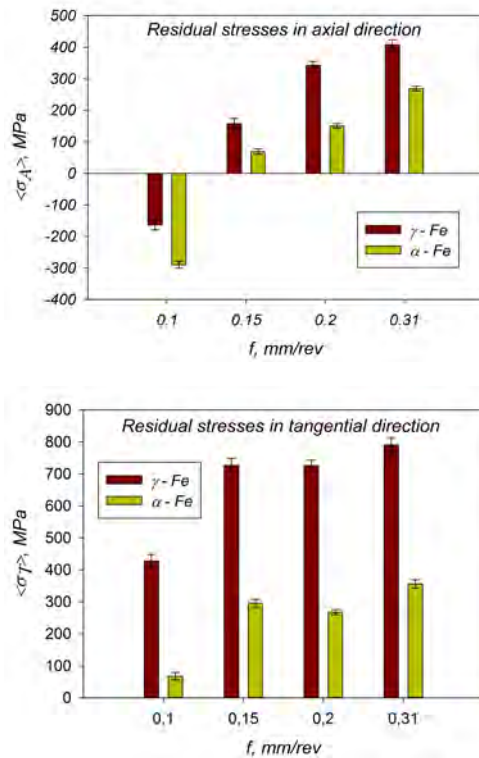 Residual stresses in axial direction
500
400
300
200
100
0
-100
-200
-300
-400
<σA>, MPa
γ - Fe
α - Fe
0.1 0.15 0.2 0.31
f, mm/rev
Residual stresses in tangential direction
900
800
700
600
500
400
300
200
100
0
<σT>, MPa
γ - Fe
α - Fe
0,1 0,15 0,2 0,31
f, mm/rev